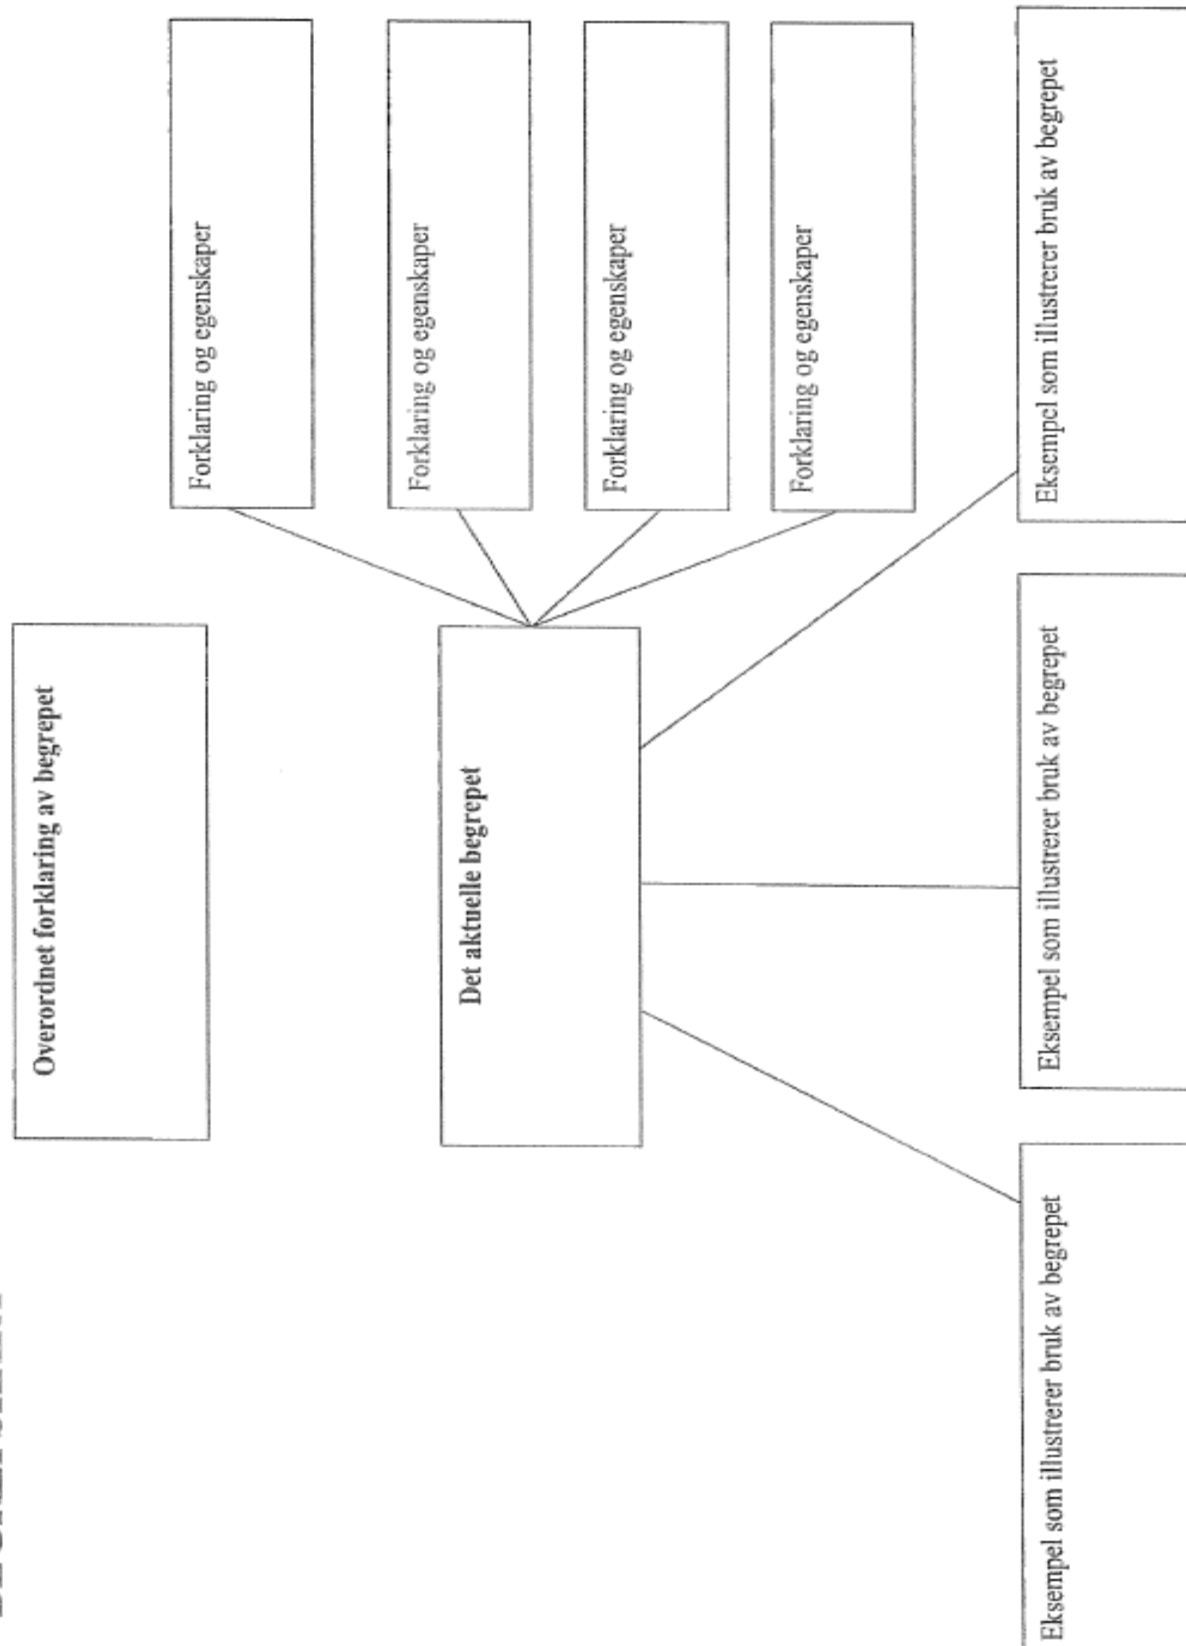 Overordnet forklaring av begrepet
Forklaring og egenskaper
Det aktuelle begrepet
Forklaring og egenskaper
Forklaring og egenskaper
Forklaring og egenskaper
Eksempel som illustrerer bruk av begrepet
Eksempel som illustrerer bruk av begrepet
Eksempel som illustrerer bruk av begrepet